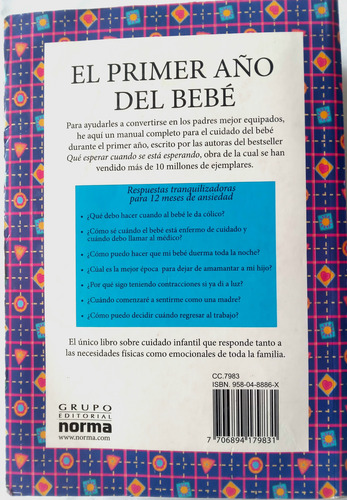 EL PRIMER AÑO
DEL BEBÉ
Para ayudarles a convertirse en los padres mejor equipados,
he aquí un manual completo para el cuidado del bebé
durante el primer año, escrito por las autoras del bestseller
Qué esperar cuando se está esperando, obra de la cual se han
vendido más de 10 millones de ejemplares.
Respuestas tranquilizadoras
para 12 meses de ansiedad
• ¿Qué debo hacer cuando al bebé le da cólico?
• ¿Cómo se cuándo el bebé está enfermo de cuidado y
cuándo debo llamar al médico?
• ¿Cómo puedo hacer que mi bebé duerma toda la noche?
• ¿Cúal es la mejor época para dejar de amamantar a mi hijo?
• ¿Por qué sigo teniendo contracciones si ya di a luz?
• ¿Cuándo comenzaré a sentirme como una madre?
• ¿Cómo puedo decidir cuándo regresar al trabajo?
El único libro sobre cuidado infantil que responde tanto a
las necesidades físicas como emocionales de toda la familia.
CC.7983
ISBN. 958-04-8886-X
GRUPO
EDITORIAL
norma
www.norma.com
7 706894 179831